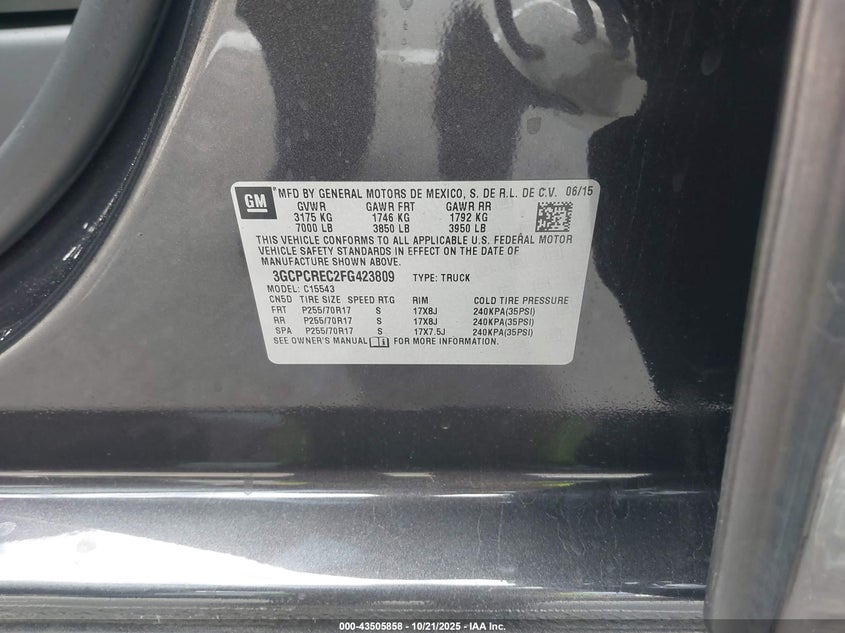 GM ® MFD BY GENERAL MOTORS DE MEXICO, S. DE R.L. DE C.V. 06/15
GVWR GAWR FRT GAWR RR
3175 KG 1746 KG 1792 KG
7000 LB 3850 LB 3950 LB
THIS VEHICLE CONFORMS TO ALL APPLICABLE U.S. FEDERAL MOTOR
VEHICLE SAFETY STANDARDS IN EFFECT ON THE DATE OF
MANUFACTURE SHOWN ABOVE.
3GCPCREC2FG423809 TYPE: TRUCK
MODEL: C15543
CN5D TIRE SIZE SPEED RTG RIM COLD TIRE PRESSURE
FRT P255/70R17 S 17X8J 240KPA(35PSI)
RR P255/70R17 S 17X8J 240KPA(35PSI)
SPA P255/70R17 S 17X7.5J 240KPA(35PSI)
SEE OWNER'S MANUAL FOR MORE INFORMATION.
000-43505858 - 10/21/2025 - IAA Inc.